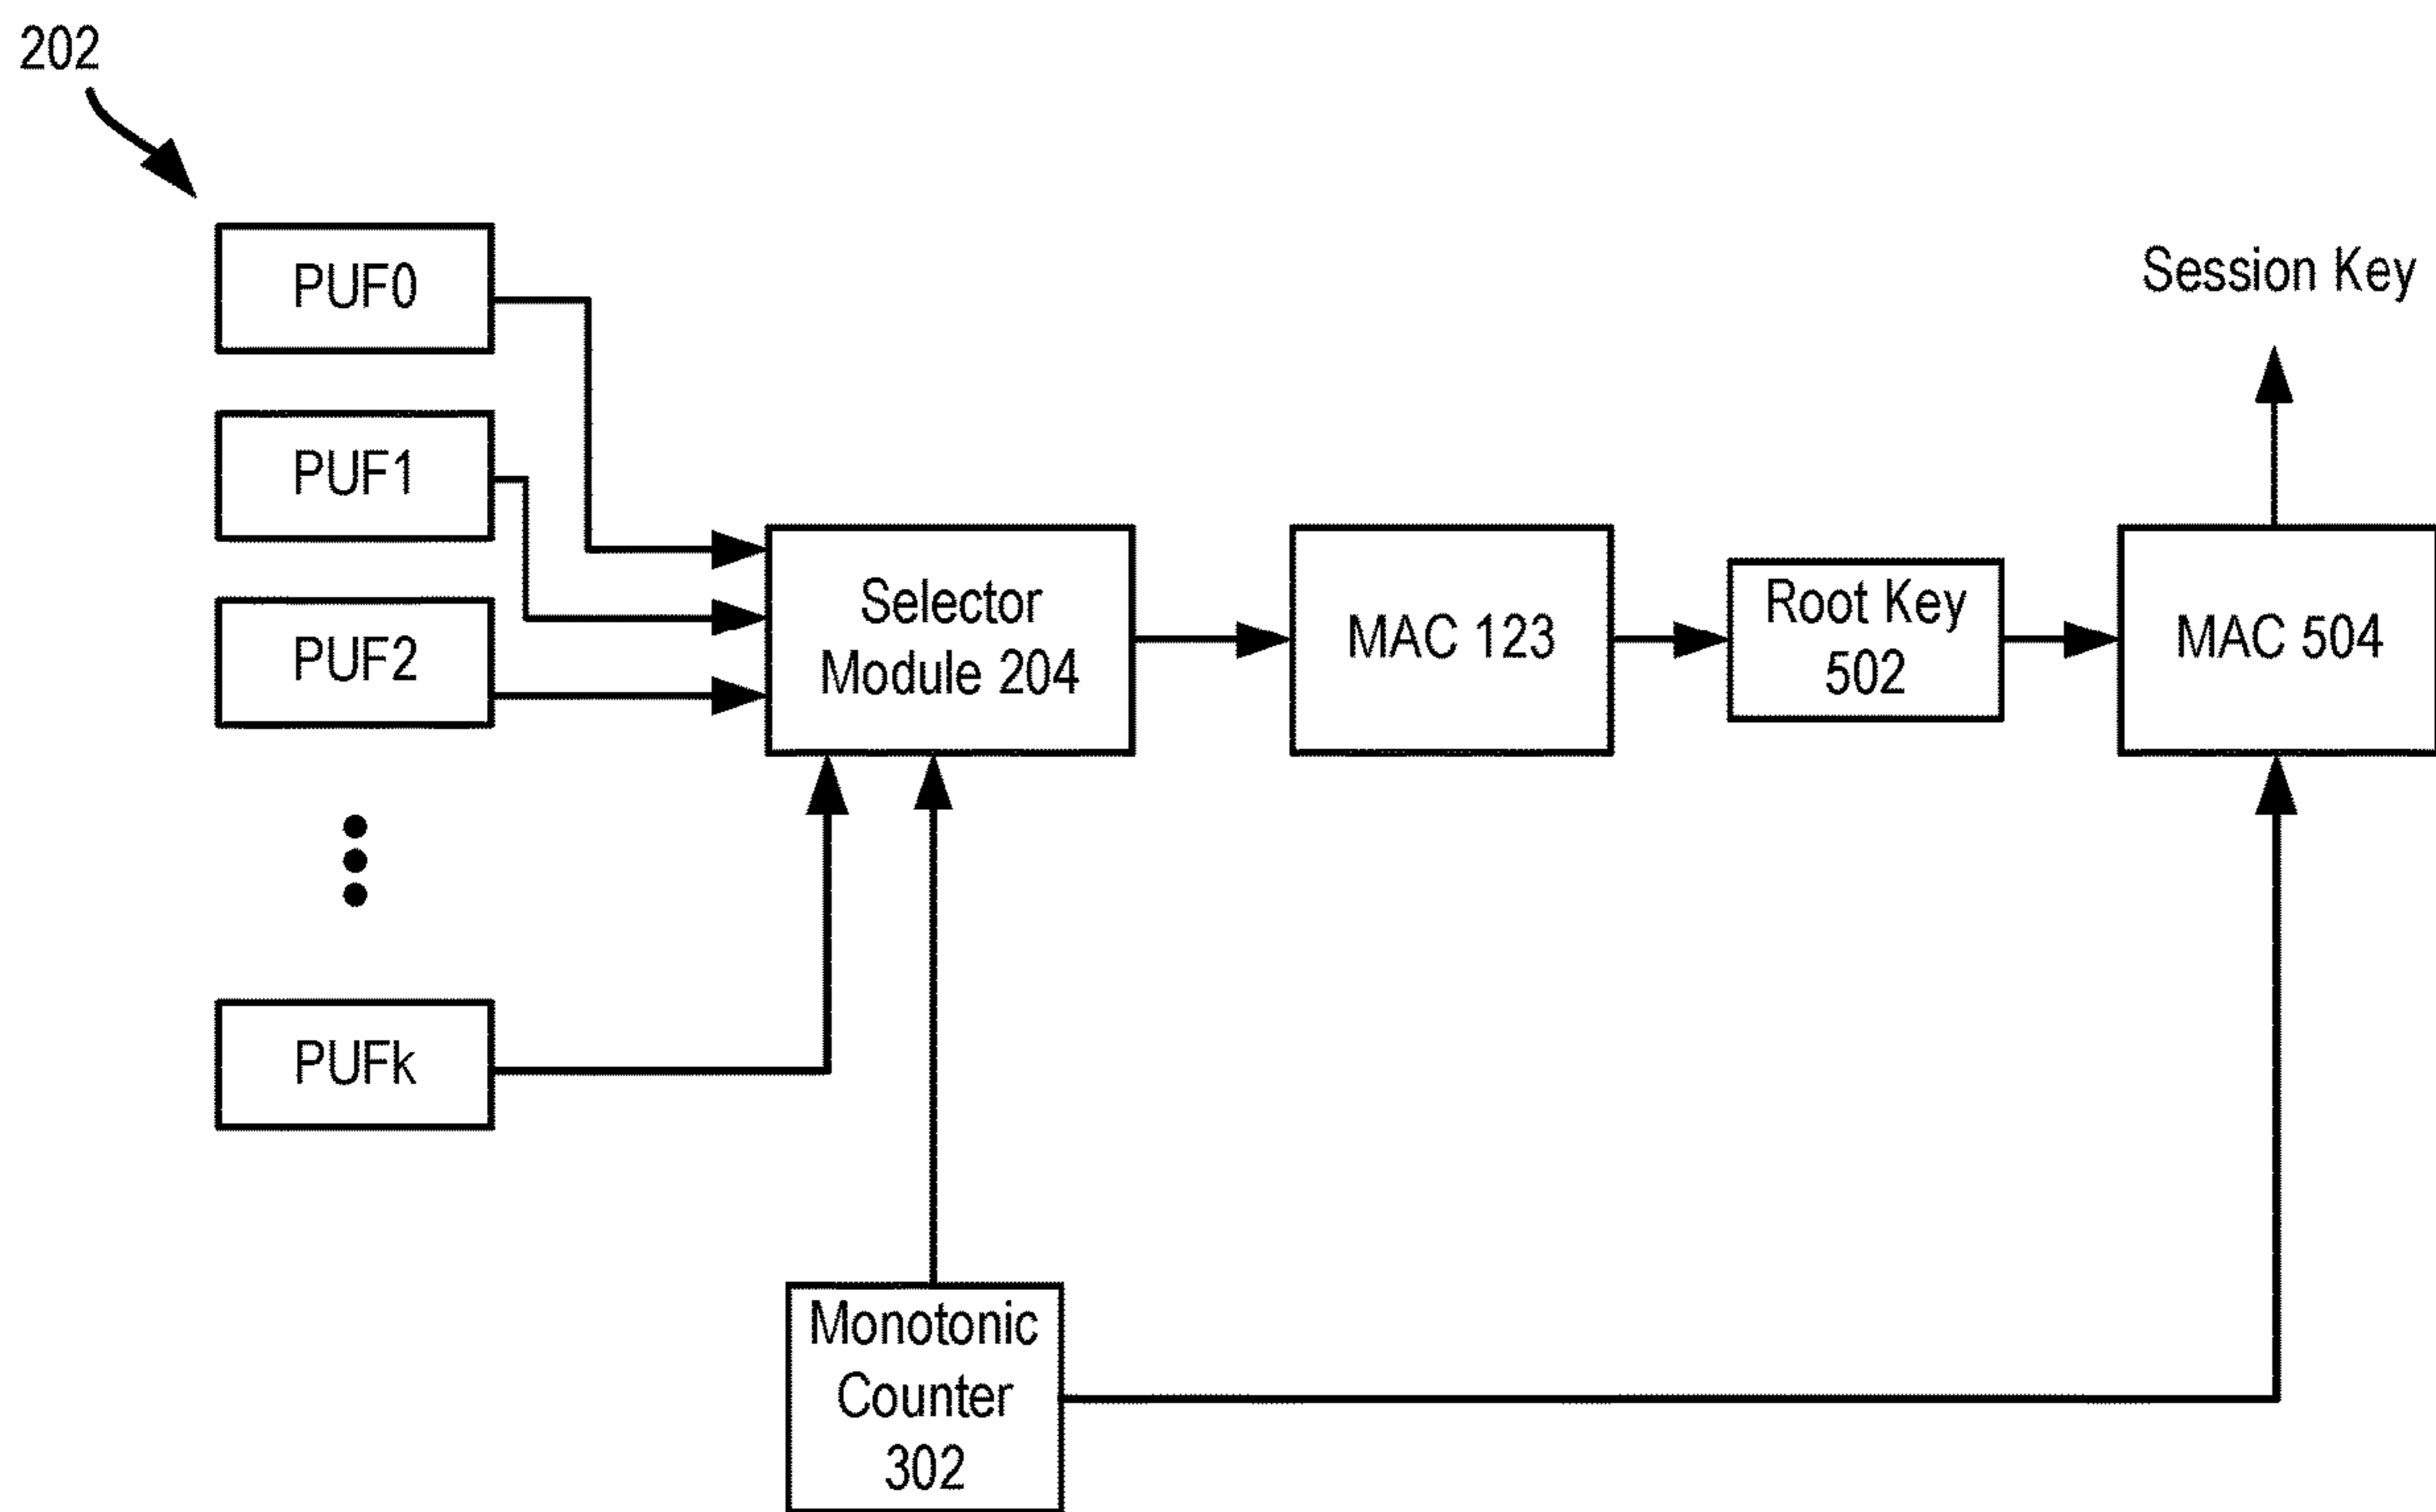 202
PUF0
PUF1
PUF2
PUFk
Selector
Module 204
MAC 123
Root Key
502
MAC 504
Session Key
Monotonic
Counter
302